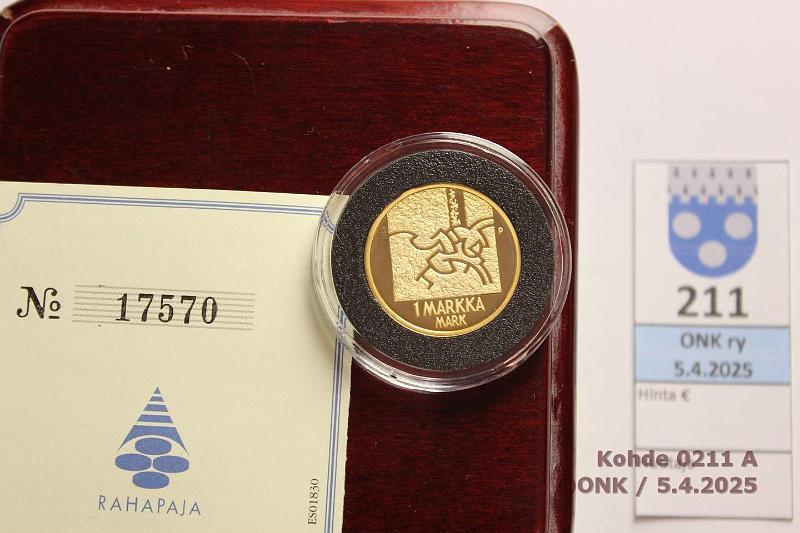 № 17570
RAHAPAJA
ES01830
P
1 MARKKA
MARK
211
ONK ry
5.4.2025
Hinta €
Kohde 0211 A
©ONK / 5.4.2025